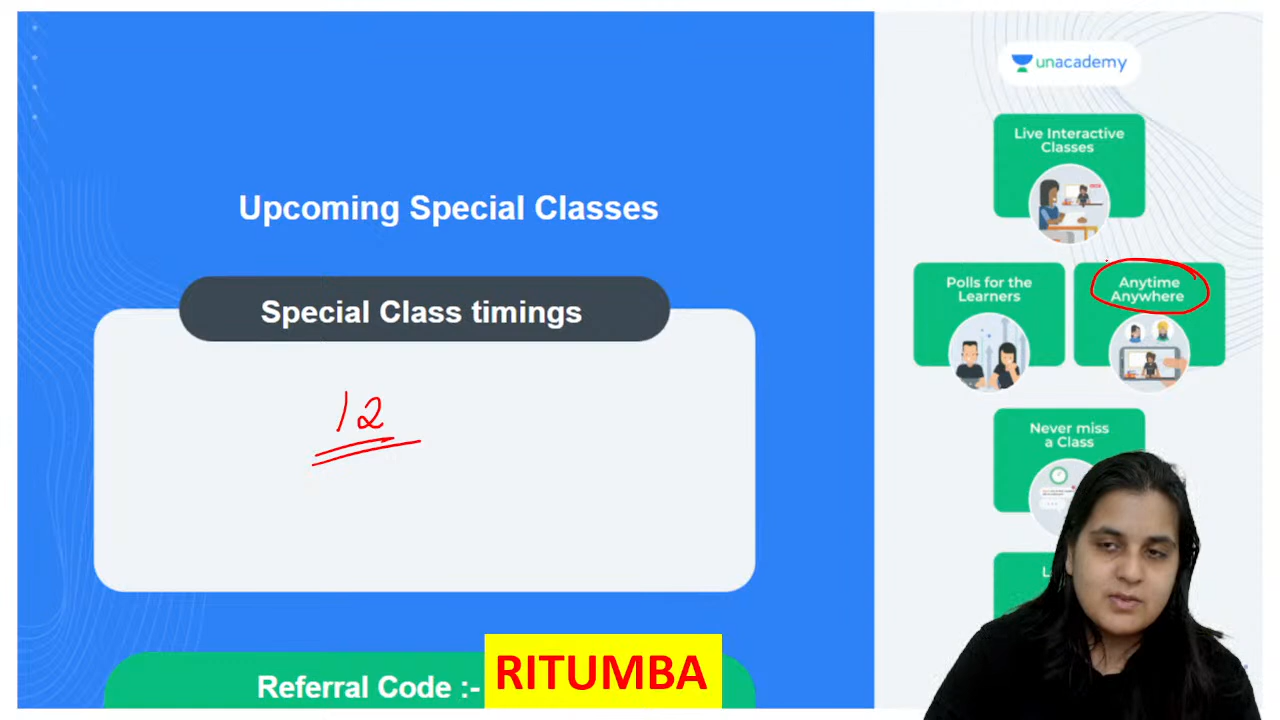 unacademy
Live Interactive
Classes
Upcoming Special Classes
Polls for the
Learners
Anytime
Anywhere
Special Class timings
12
Never miss
a Class
Referral Code :- RITUMBA